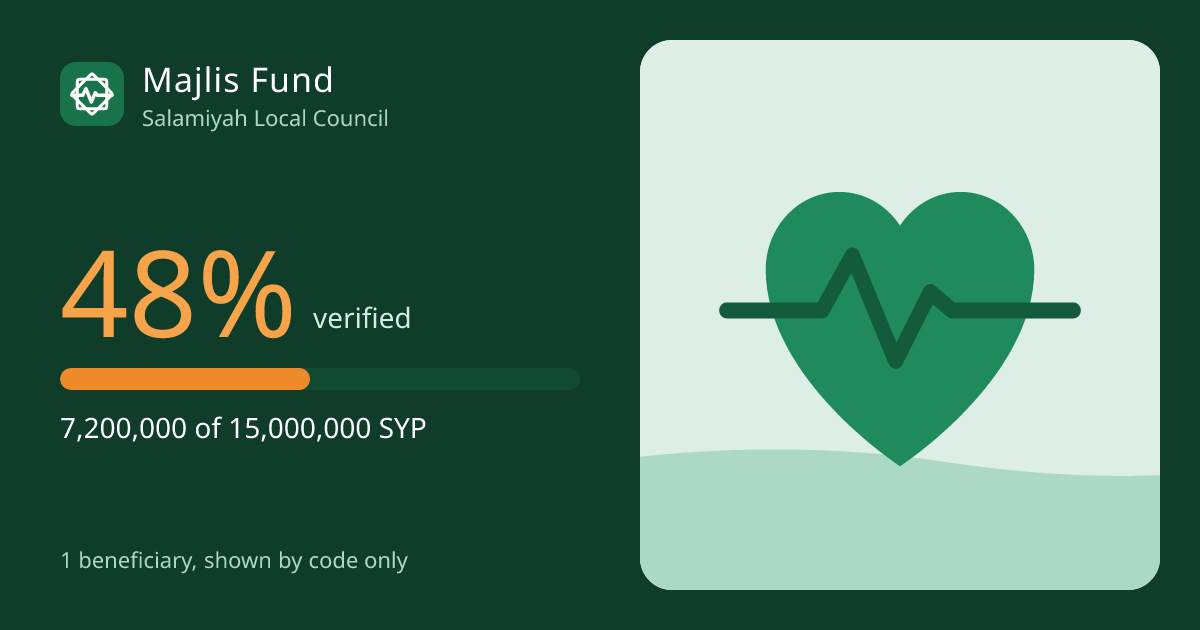 Majlis Fund
Salamiyah Local Council
48% verified
7,200,000 of 15,000,000 SYP
1 beneficiary, shown by code only